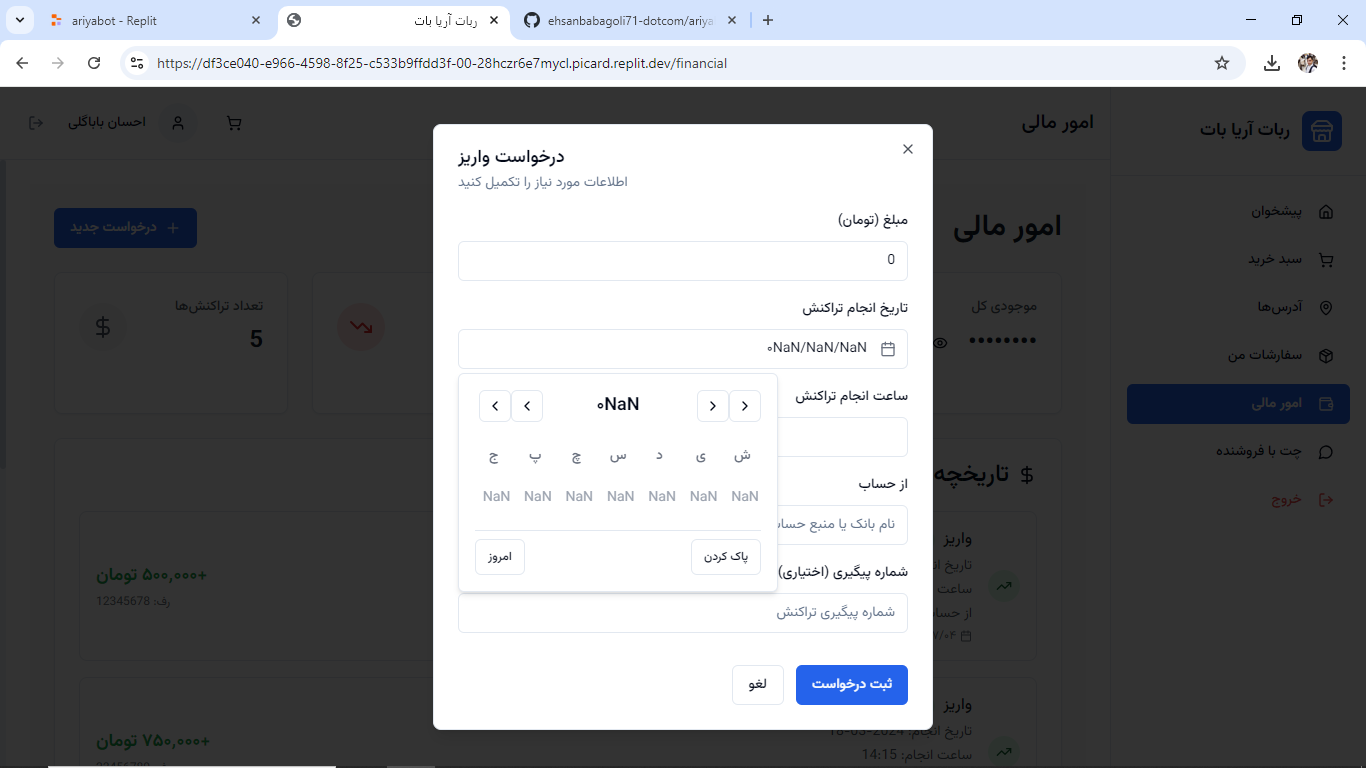 ariyabot - Replit
ربات آریا بات
ehsanbabagoli71-dotcom/ariya
https://df3ce040-e966-4598-8f25-c533b9ffdd3f-00-28hczr6e7mycl.picard.replit.dev/financial
ربات آریا بات
امور مالی
احسان باباگلی
پیشخوان
سبد خرید
آدرس‌ها
سفارشات من
امور مالی
چت با فروشنده
خروج
امور مالی
درخواست جدید
موجودی کل
••••••••
تعداد تراکنش‌ها
5
تاریخچه
واریز
+۵۰۰,۰۰۰ تومان
رف: 12345678
ساعت
از حساب
واریز
تاریخ انجام: 2024-03-18
ساعت انجام: 14:15
+۷۵۰,۰۰۰ تومان
درخواست واریز
اطلاعات مورد نیاز را تکمیل کنید
مبلغ (تومان)
0
تاریخ انجام تراکنش
۰NaN/NaN/NaN
ساعت انجام تراکنش
از حساب
نام بانک یا منبع حساب
شماره پیگیری (اختیاری)
شماره پیگیری تراکنش
ثبت درخواست
لغو
۰NaN
ش ی د س چ پ ج
NaN NaN NaN NaN NaN NaN NaN
پاک کردن
امروز